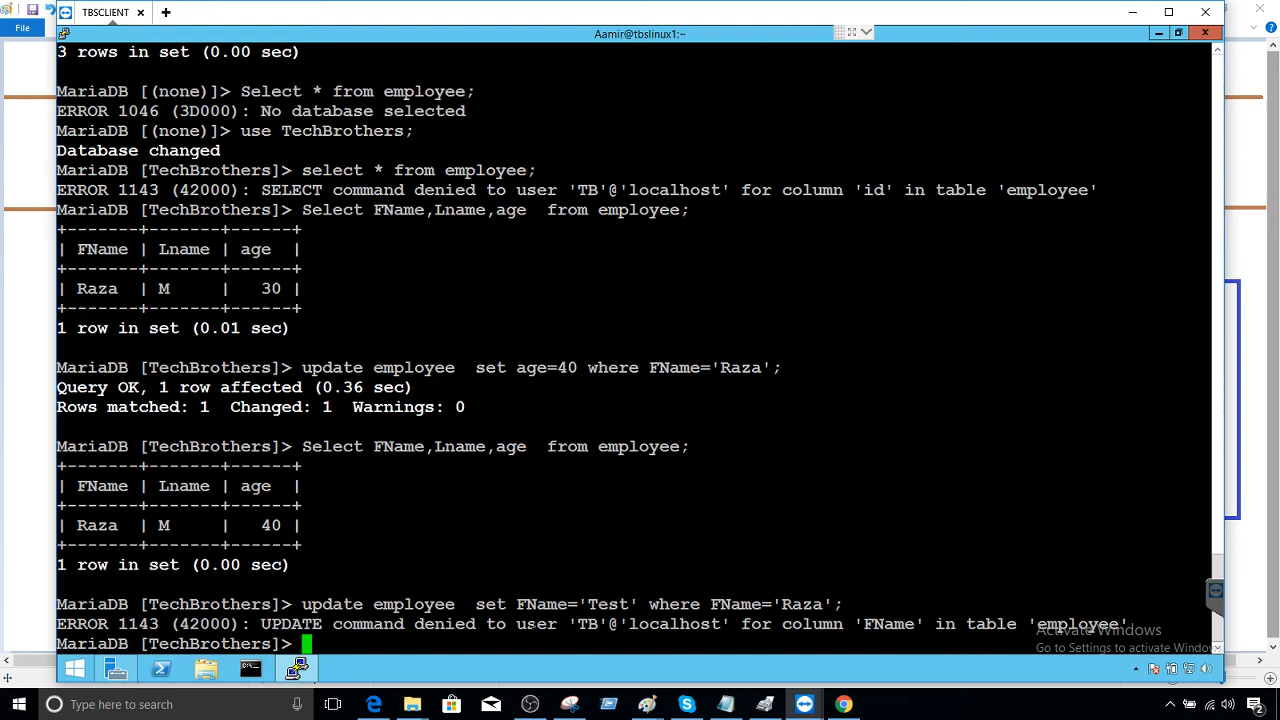 TBSCLIENT
File
Aamir@tbslinux1:~
3 rows in set (0.00 sec)
MariaDB [(none)]> Select * from employee;
ERROR 1046 (3D000): No database selected
MariaDB [(none)]> use TechBrothers;
Database changed
MariaDB [TechBrothers]> select * from employee;
ERROR 1143 (42000): SELECT command denied to user 'TB'@'localhost' for column 'id' in table 'employee'
MariaDB [TechBrothers]> Select FName,Lname,age  from employee;
+-------+-------+------+
| FName | Lname | age  |
+-------+-------+------+
| Raza  | M     |   30 |
+-------+-------+------+
1 row in set (0.01 sec)
MariaDB [TechBrothers]> update employee  set age=40 where FName='Raza';
Query OK, 1 row affected (0.36 sec)
Rows matched: 1  Changed: 1  Warnings: 0
MariaDB [TechBrothers]> Select FName,Lname,age  from employee;
+-------+-------+------+
| FName | Lname | age  |
+-------+-------+------+
| Raza  | M     |   40 |
+-------+-------+------+
1 row in set (0.00 sec)
MariaDB [TechBrothers]> update employee  set FName='Test' where FName='Raza';
ERROR 1143 (42000): UPDATE command denied to user 'TB'@'localhost' for column 'FName' in table 'employee'
MariaDB [TechBrothers]>
Activate Windows
Go to Settings to activate Windows
Type here to search
2